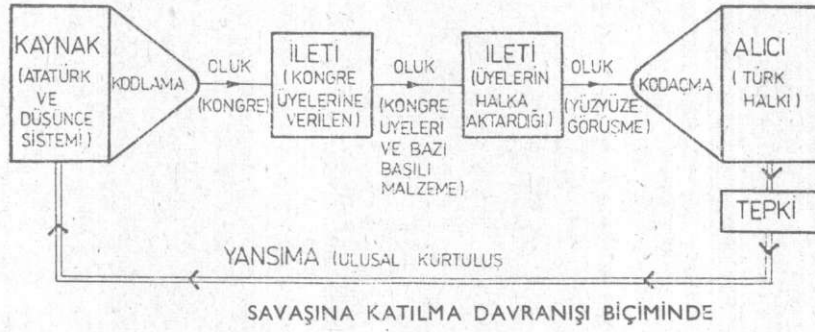 KAYNAK
(ATATÜRK
VE
DÜŞÜNCE
SİSTEMİ)
KODLAMA
OLUK
(KONGRE)
İLETİ
(KONGRE
ÜYELERİNE
VERİLEN)
OLUK
(KONGRE
ÜYELERİ
VE BAZI
BASILI
MALZEME)
İLETİ
(ÜYELERİN
HALKA
AKTARDIĞI)
OLUK
(YÜZYÜZE
GÖRÜŞME)
KODAÇMA
ALICI
(TÜRK
HALKI)
TEPKİ
YANSIMA (ULUSAL KURTULUŞ
SAVAŞINA KATILMA DAVRANIŞI BİÇİMİNDE